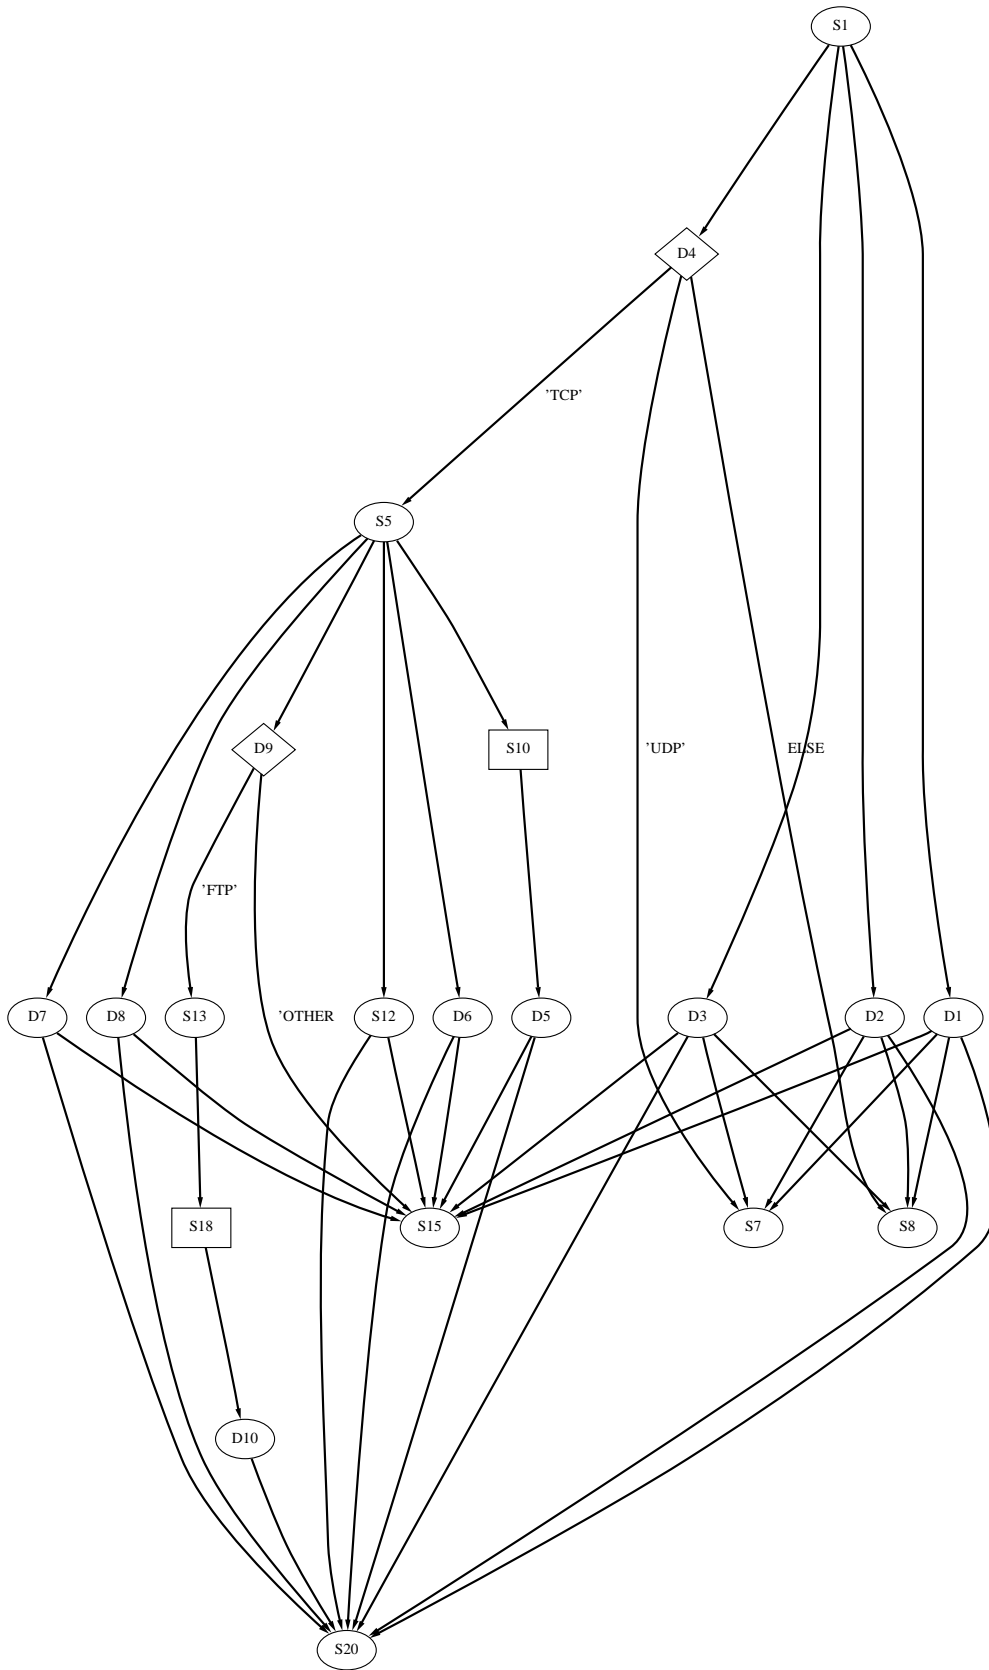 S1
D4
'TCP'
S5
D9
S10
'UDP'
ELSE
'FTP'
D7
D8
S13
'OTHER
S12
D6
D5
D3
D2
D1
S18
S15
S7
S8
D10
S20